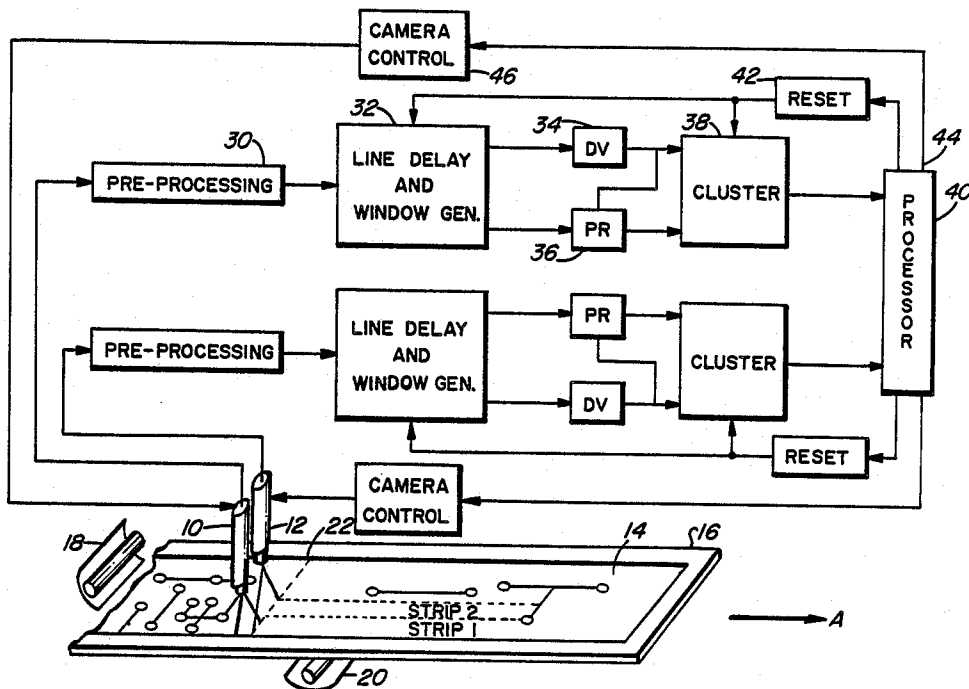 CAMERA
CONTROL
46
42
RESET
32
34
38
44
30
LINE DELAY
AND
WINDOW GEN.
DV
CLUSTER
40
PRE-PROCESSING
PR
36
PROCESSOR
LINE DELAY
AND
WINDOW GEN.
PR
CLUSTER
PRE-PROCESSING
DV
RESET
CAMERA
CONTROL
10
12
22
14
16
18
STRIP 2
STRIP 1
A
20